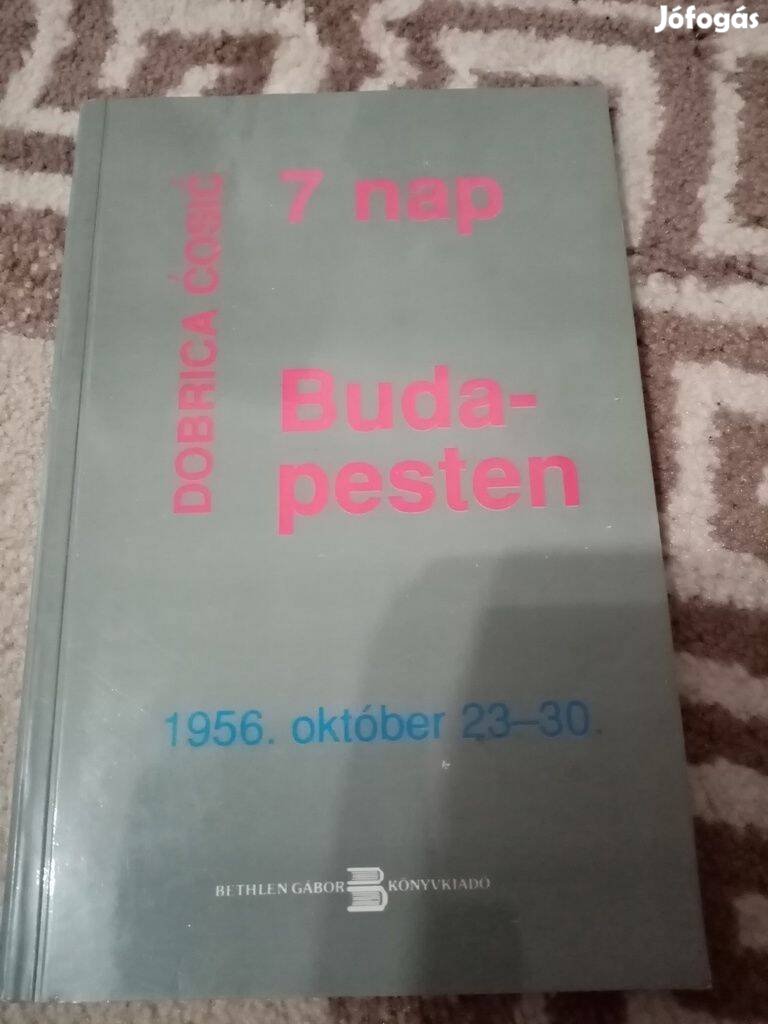 Jófogás
DOBRICA ĆOSIĆ
7 nap
Buda-
pesten
1956. október 23–30.
BETHLEN GÁBOR KÖNYVKIADÓ